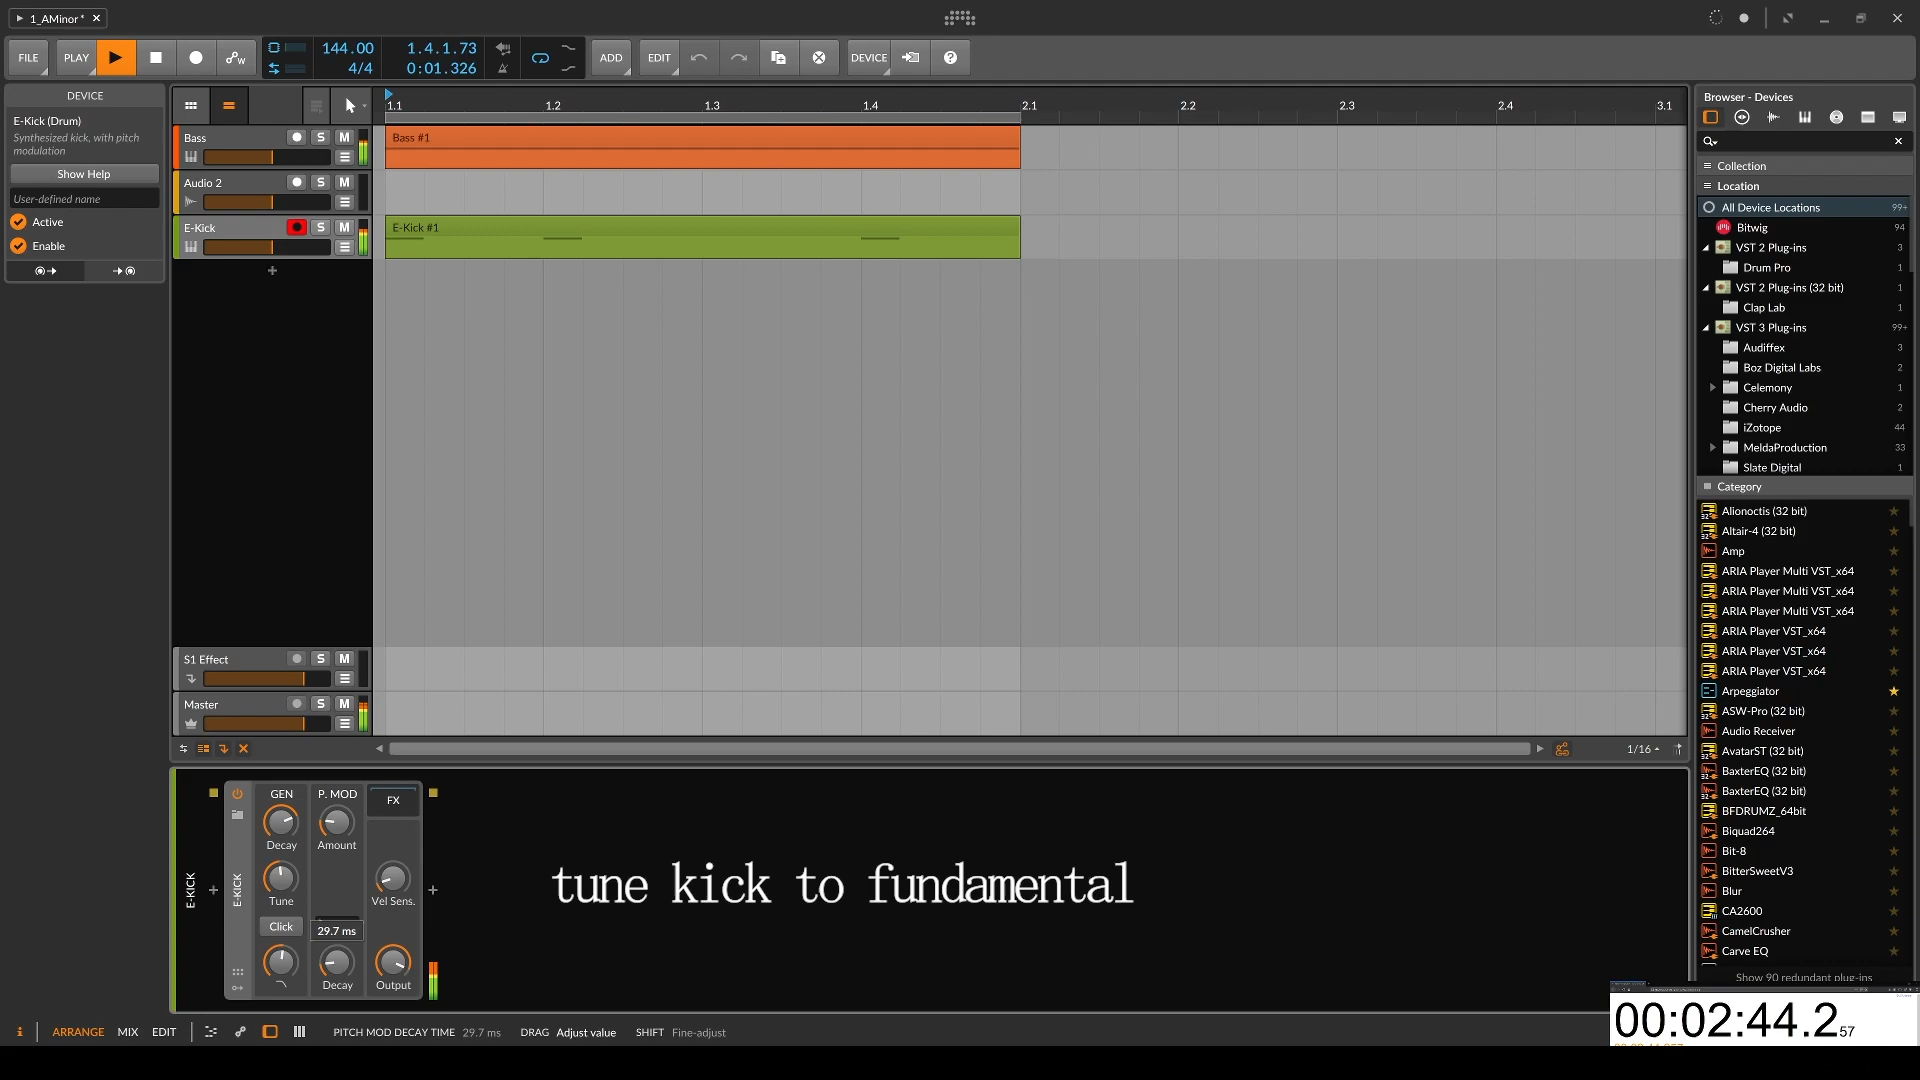 1_AMinor*
FILE
PLAY
144.00
4/4
1.4.1.73
0:01.326
ADD
EDIT
DEVICE
DEVICE
E-Kick (Drum)
Synthesized kick, with pitch
modulation
Show Help
User-defined name
Active
Enable
1.1
1.2
1.3
1.4
2.1
2.2
2.3
2.4
3.1
Bass
S
M
Bass #1
Audio 2
S
M
E-Kick
S
M
E-Kick #1
S1 Effect
S
M
Master
S
M
1/16
Browser - Devices
Collection
Location
All Device Locations 99+
Bitwig 94
VST 2 Plug-ins 3
Drum Pro 1
VST 2 Plug-ins (32 bit) 1
Clap Lab 1
VST 3 Plug-ins 99+
Audiffex 3
Boz Digital Labs 2
Celemony 1
Cherry Audio 2
iZotope 44
MeldaProduction 33
Slate Digital 1
Category
Alionoctis (32 bit)
Altair-4 (32 bit)
Amp
ARIA Player Multi VST_x64
ARIA Player Multi VST_x64
ARIA Player Multi VST_x64
ARIA Player VST_x64
ARIA Player VST_x64
ARIA Player VST_x64
Arpeggiator
ASW-Pro (32 bit)
Audio Receiver
AvatarST (32 bit)
BaxterEQ (32 bit)
BaxterEQ (32 bit)
BFDRUMZ_64bit
Biquad264
Bit-8
BitterSweetV3
Blur
CA2600
CamelCrusher
Carve EQ
Show 90 redundant plug-ins
E-KICK
E-KICK
GEN
P. MOD
FX
Decay
Amount
Tune
Vel Sens.
Click
29.7 ms
Decay
Output
tune kick to fundamental
00:02:44.257
ARRANGE
MIX
EDIT
PITCH MOD DECAY TIME 29.7 ms
DRAG Adjust value
SHIFT Fine-adjust